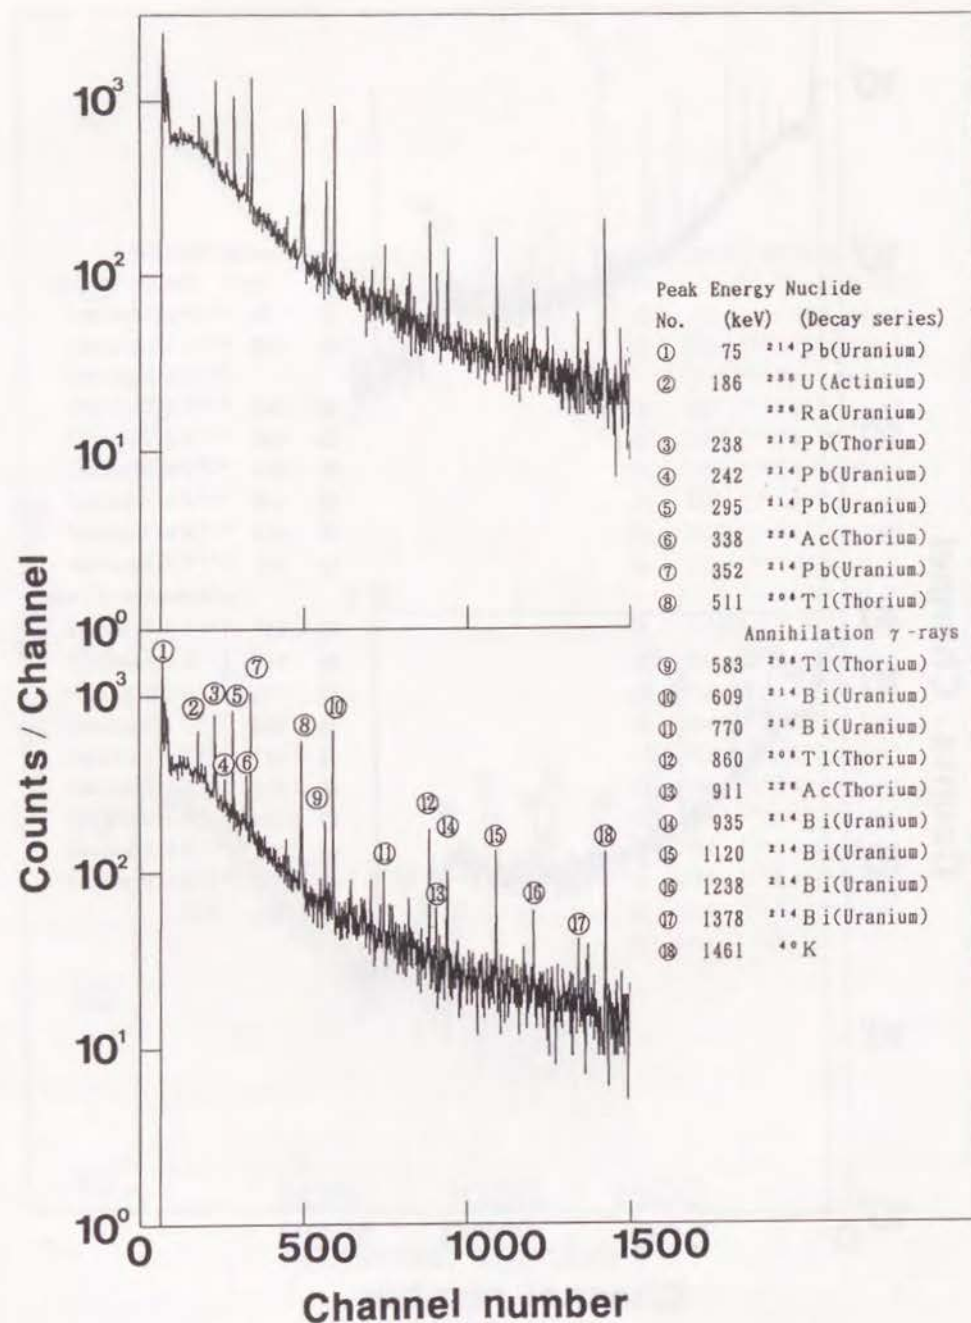 10³
10²
10¹
10⁰
Counts / Channel
Peak Energy Nuclide
No. (keV) (Decay series)
① 75 ²¹⁴Pb(Uranium)
② 186 ²³⁵U(Actinium)
²²⁶Ra(Uranium)
③ 238 ²¹²Pb(Thorium)
④ 242 ²¹⁴Pb(Uranium)
⑤ 295 ²¹⁴Pb(Uranium)
⑥ 338 ²²⁸Ac(Thorium)
⑦ 352 ²¹⁴Pb(Uranium)
⑧ 511 ²⁰⁸Tl(Thorium)
Annihilation γ-rays
⑨ 583 ²⁰⁸Tl(Thorium)
⑩ 609 ²¹⁴Bi(Uranium)
⑪ 770 ²¹⁴Bi(Uranium)
⑫ 860 ²⁰⁸Tl(Thorium)
⑬ 911 ²²⁸Ac(Thorium)
⑭ 935 ²¹⁴Bi(Uranium)
⑮ 1120 ²¹⁴Bi(Uranium)
⑯ 1238 ²¹⁴Bi(Uranium)
⑰ 1378 ²¹⁴Bi(Uranium)
⑱ 1461 ⁴⁰K
① ② ③ ④ ⑤ ⑥ ⑦ ⑧ ⑨ ⑩ ⑪ ⑫ ⑬ ⑭ ⑮ ⑯ ⑰ ⑱
10³
10²
10¹
10⁰
0 500 1000 1500
Channel number